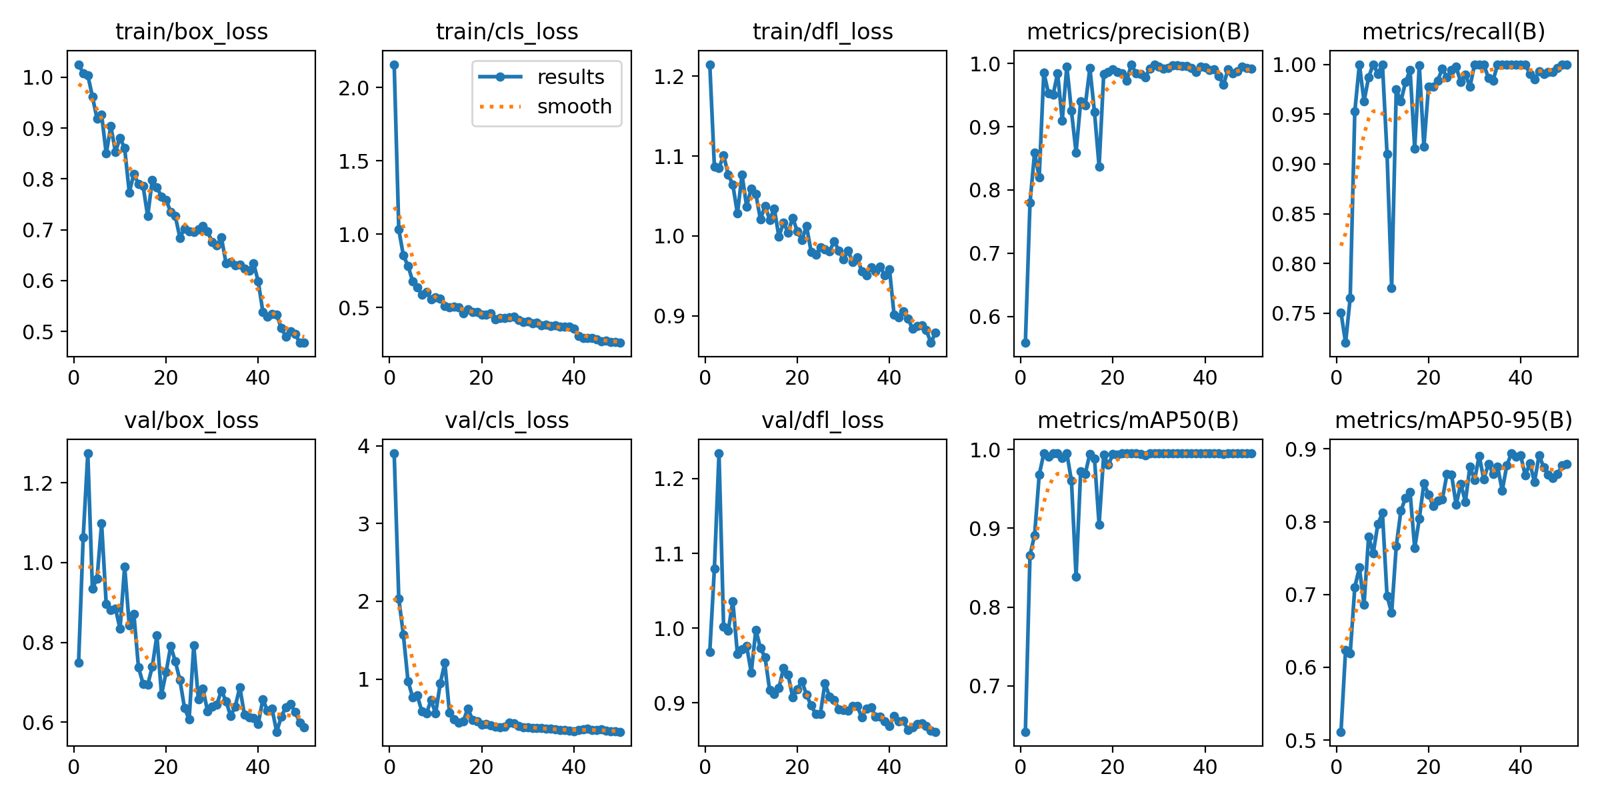 train/box_loss
train/cls_loss
train/dfl_loss
metrics/precision(B)
metrics/recall(B)
results
smooth
1.0
0.9
0.8
0.7
0.6
0.5
0 20 40
2.0
1.5
1.0
0.5
0 20 40
1.2
1.1
1.0
0.9
0 20 40
1.0
0.9
0.8
0.7
0.6
0 20 40
1.00
0.95
0.90
0.85
0.80
0.75
0 20 40
val/box_loss
val/cls_loss
val/dfl_loss
metrics/mAP50(B)
metrics/mAP50-95(B)
1.2
1.0
0.8
0.6
0 20 40
4
3
2
1
0 20 40
1.2
1.1
1.0
0.9
0 20 40
1.0
0.9
0.8
0.7
0 20 40
0.9
0.8
0.7
0.6
0.5
0 20 40